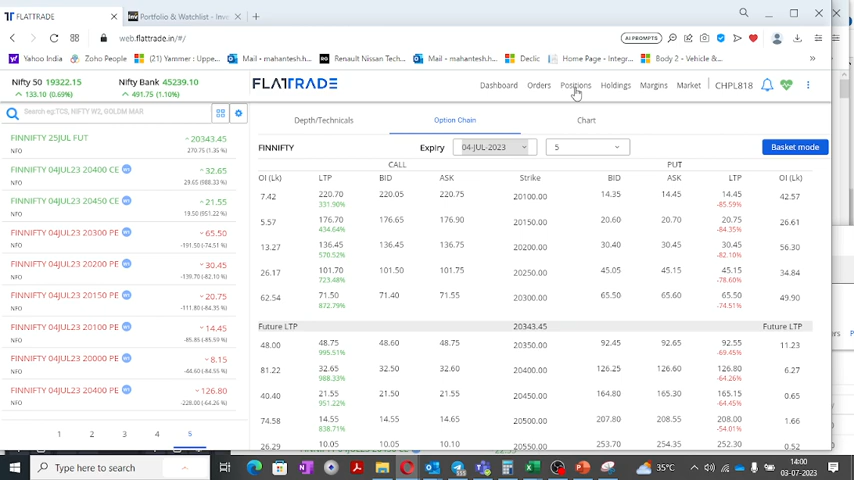 FLATTRADE
Portfolio & Watchlist - Inv
web.flattrade.in/#/
AI PROMPTS
Yahoo India
Zoho People
(21) Yammer : Uppe...
Mail • mahantesh.h...
Renault Nissan Tech...
Mail • mahantesh.h...
Declic
Home Page - Integr...
Body 2 - Vehicle &...
Nifty 50 19322.15
133.10 (0.69%)
Nifty Bank 45239.10
491.75 (1.10%)
FLATTRADE
Dashboard Orders Positions Holdings Margins Market CHPL818
Search eg:TCS, NIFTY W2, GOLDM MAR
Depth/Technicals Option Chain Chart
FINNIFTY Expiry 04-JUL-2023 5 Basket mode
FINNIFTY 25JUL FUT 20343.45
NFO 270.75 (1.35 %)
FINNIFTY 04JUL23 20400 CE W1 32.65
NFO 29.65 (988.33 %)
FINNIFTY 04JUL23 20450 CE W1 21.55
NFO 19.50 (951.22 %)
FINNIFTY 04JUL23 20300 PE W1 65.50
NFO -191.50 (-74.51 %)
FINNIFTY 04JUL23 20200 PE W1 30.45
NFO -139.70 (-82.10 %)
FINNIFTY 04JUL23 20150 PE W1 20.75
NFO -111.80 (-84.35 %)
FINNIFTY 04JUL23 20100 PE W1 14.45
NFO -85.85 (-85.59 %)
FINNIFTY 04JUL23 20000 PE W1 8.15
NFO -44.60 (-84.55 %)
FINNIFTY 04JUL23 20400 PE W1 126.80
NFO -228.00 (-64.26 %)
1 2 3 4 5
CALL PUT
OI (Lk) LTP BID ASK Strike BID ASK LTP OI (Lk)
7.42 220.70 220.05 220.75 20100.00 14.35 14.45 14.45 42.57
331.90% -85.59%
5.57 176.70 176.65 176.90 20150.00 20.60 20.70 20.75 26.61
434.64% -84.35%
13.27 136.45 136.45 136.75 20200.00 30.40 30.45 30.45 56.30
570.52% -82.10%
26.17 101.70 101.50 101.75 20250.00 45.05 45.15 45.15 34.84
723.48% -78.60%
62.54 71.50 71.40 71.55 20300.00 65.50 65.60 65.50 49.90
872.79% -74.51%
Future LTP 20343.45 Future LTP
48.00 48.75 48.60 48.75 20350.00 92.45 92.65 92.55 11.23
995.51% -69.45%
81.22 32.65 32.50 32.60 20400.00 126.25 126.60 126.80 6.27
988.33% -64.26%
40.40 21.55 21.50 21.55 20450.00 164.80 165.30 165.15 0.65
951.22% -64.45%
74.58 14.55 14.55 14.65 20500.00 207.80 208.55 208.00 1.66
838.71% -54.01%
26.29 10.05 10.05 10.10 20550.00 253.70 254.35 252.30 0.52
Type here to search
35°C
14:00
03-07-2023